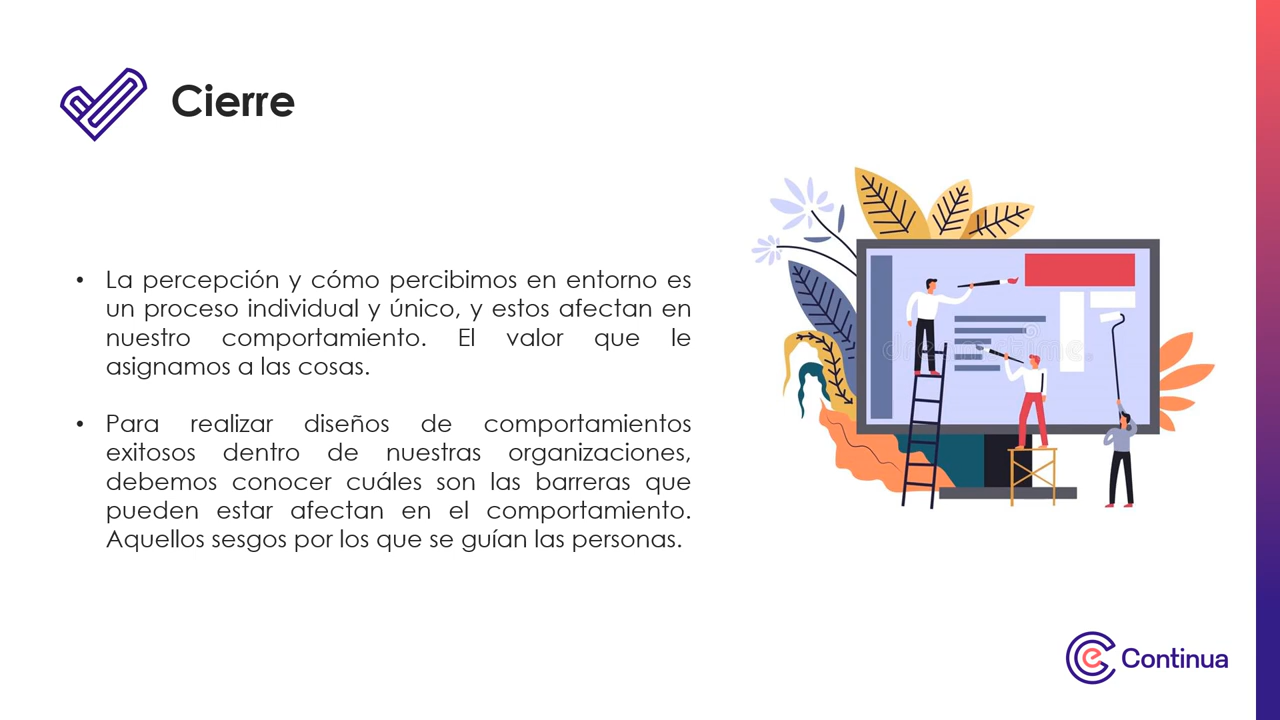 Cierre
• La percepción y cómo percibimos en entorno es
un proceso individual y único, y estos afectan en
nuestro comportamiento. El valor que le
asignamos a las cosas.
• Para realizar diseños de comportamientos
exitosos dentro de nuestras organizaciones,
debemos conocer cuáles son las barreras que
pueden estar afectan en el comportamiento.
Aquellos sesgos por los que se guían las personas.
e Continua